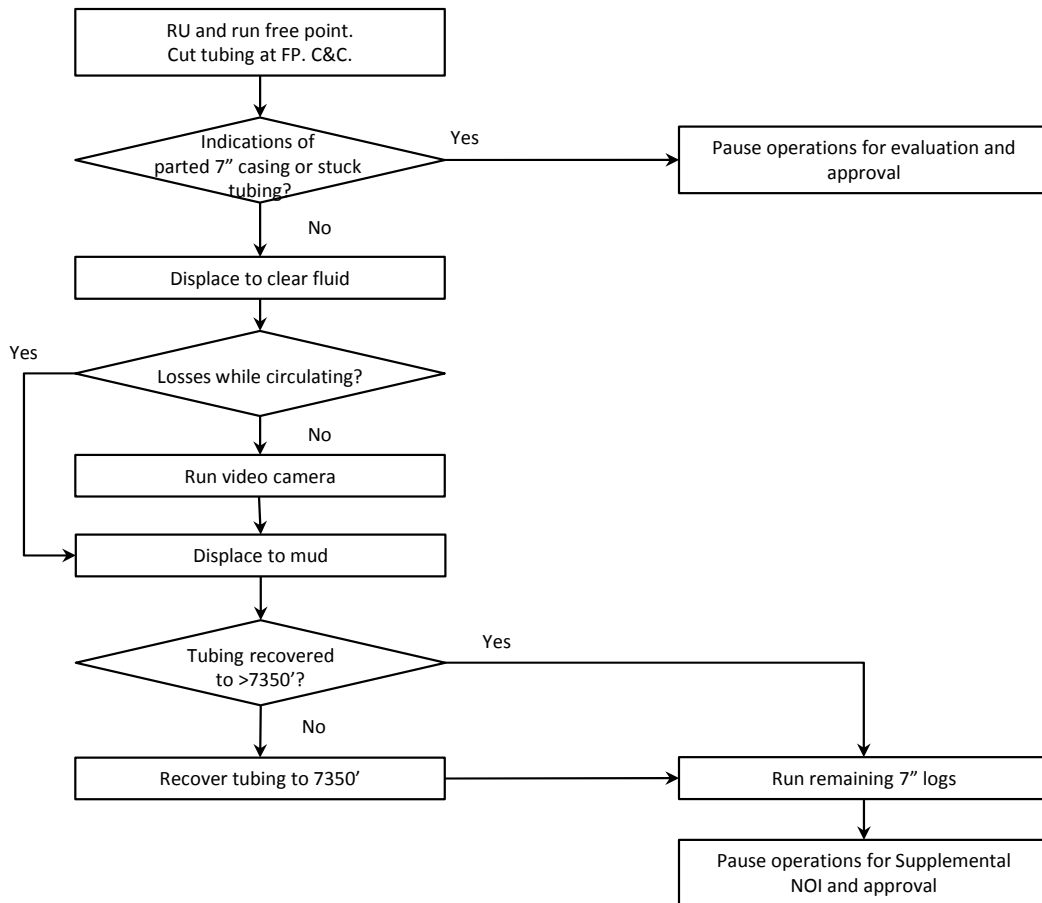 RU and run free point.
Cut tubing at FP. C&C.
Indications of
parted 7” casing or stuck
tubing?
Yes
Pause operations for evaluation and
approval
No
Displace to clear fluid
Yes
Losses while circulating?
No
Run video camera
Displace to mud
Tubing recovered
to >7350’?
Yes
No
Recover tubing to 7350’
Run remaining 7” logs
Pause operations for Supplemental
NOI and approval